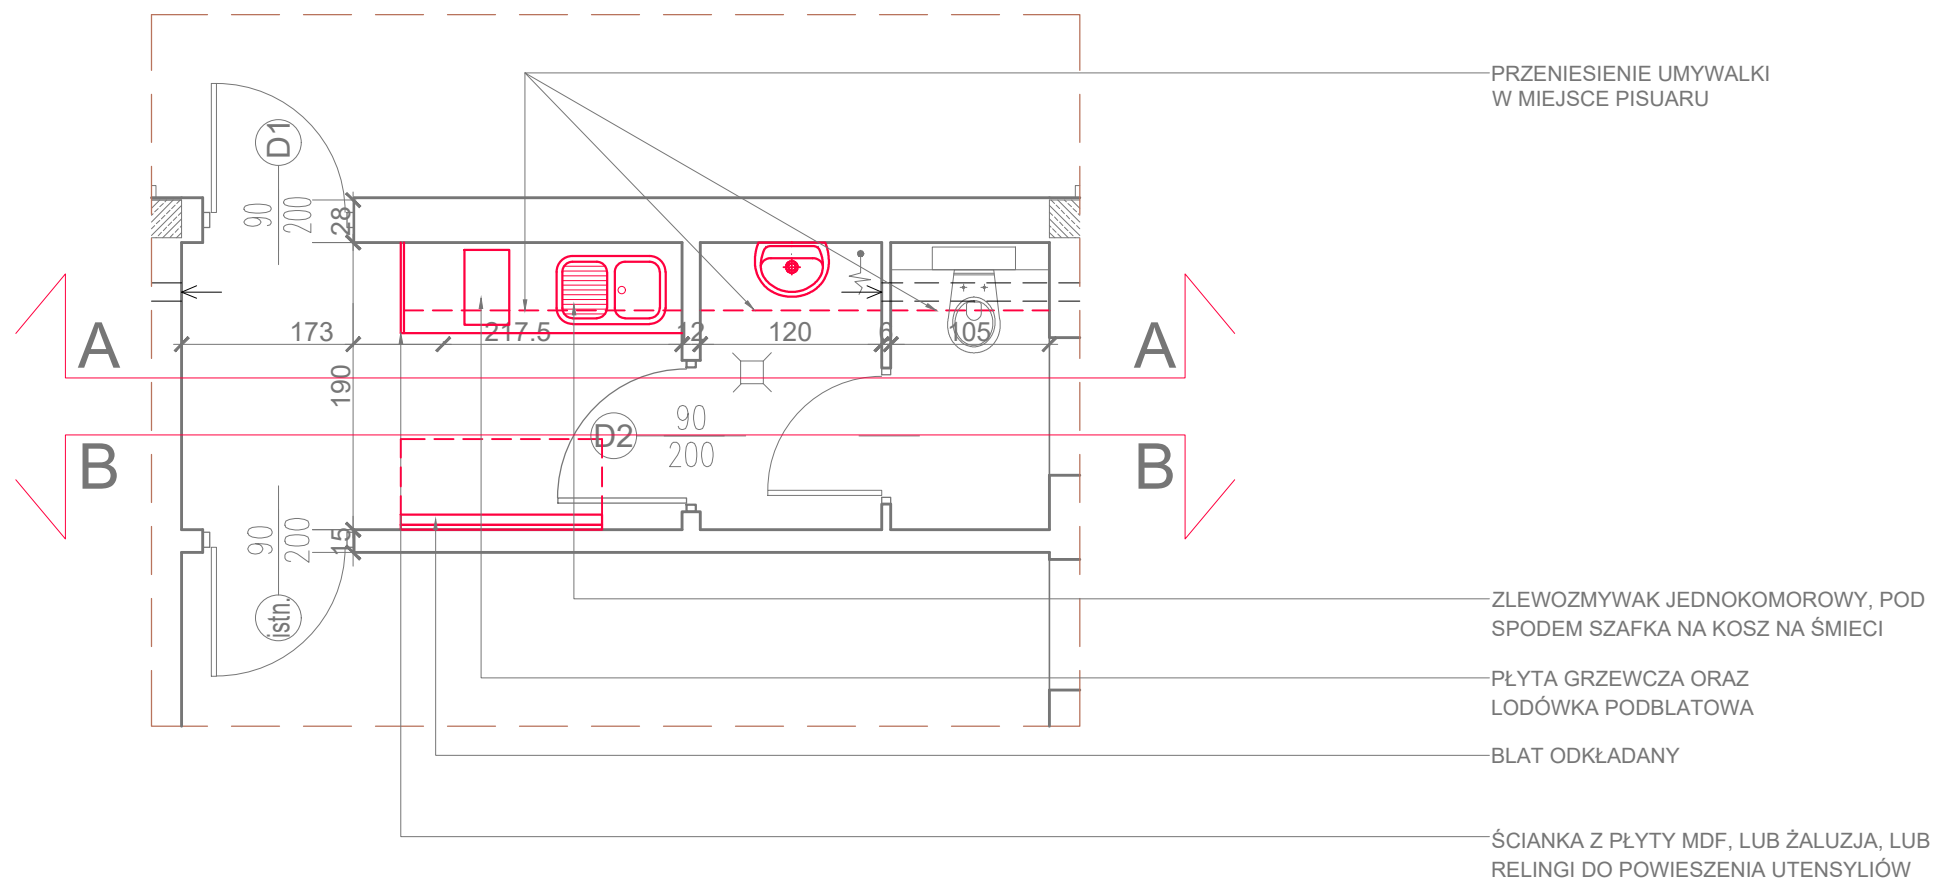 PRZENIESIENIE UMYWALKI
W MIEJSCE PISUARU
D1
90
200
28
A
173
217.5
12
120
6
105
A
190
B
D2
90
200
B
90
200
15
istn.
ZLEWOZMYWAK JEDNOKOMOROWY, POD
SPODEM SZAFKA NA KOSZ NA ŚMIECI
PŁYTA GRZEWCZA ORAZ
LODÓWKA PODBLATOWA
BLAT ODKŁADANY
ŚCIANKA Z PŁYTY MDF, LUB ŻALUZJA, LUB
RELINGI DO POWIESZENIA UTENSYLIÓW